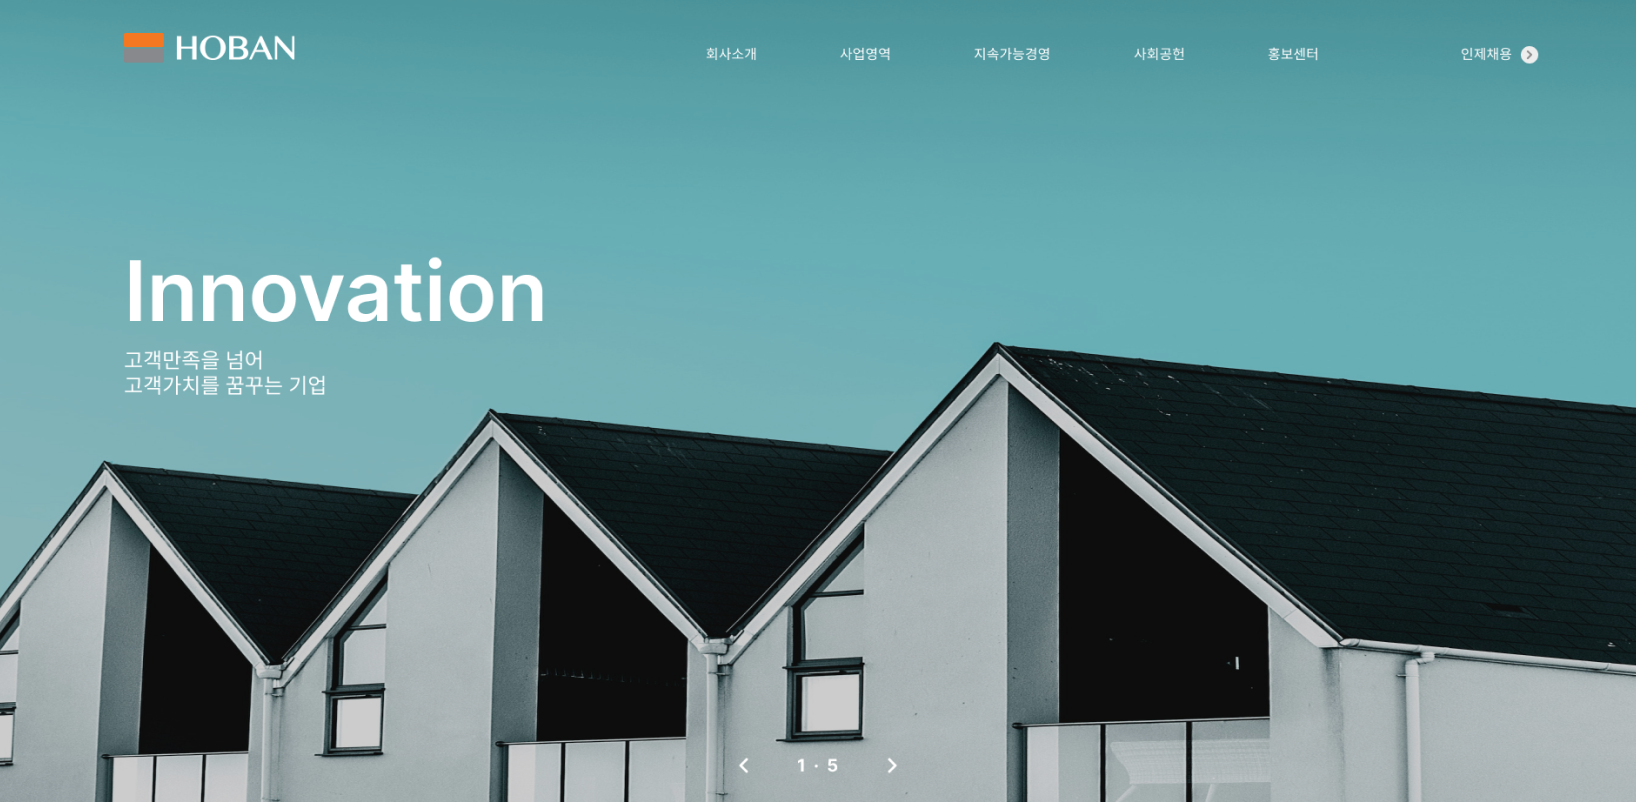 HOBAN
회사소개 사업영역 지속가능경영 사회공헌 홍보센터 인제채용
Innovation
고객만족을 넘어
고객가치를 꿈꾸는 기업
1 · 5